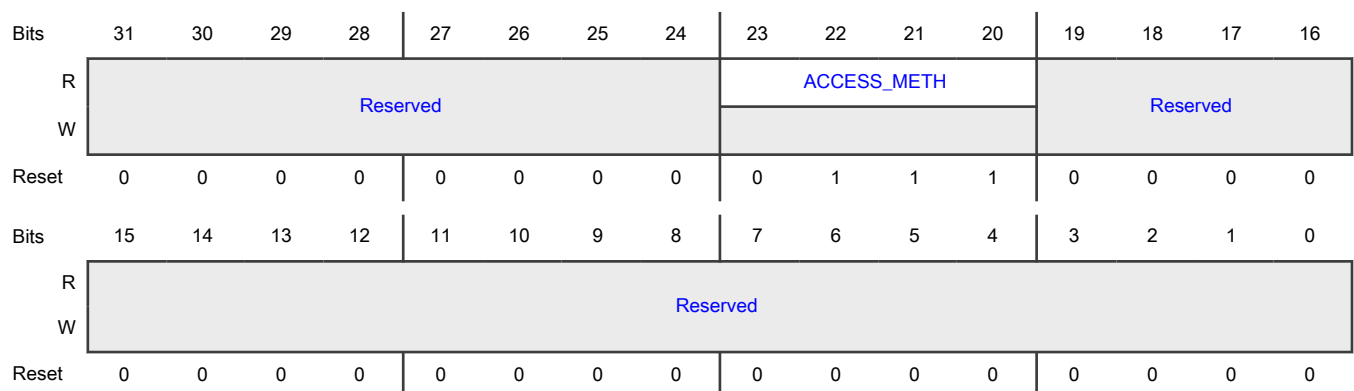 Bits 31 30 29 28 27 26 25 24 23 22 21 20 19 18 17 16
R ACCESS_METH
Reserved Reserved
W
Reset 0 0 0 0 0 0 0 0 0 1 1 1 0 0 0 0
Bits 15 14 13 12 11 10 9 8 7 6 5 4 3 2 1 0
R
Reserved
W
Reset 0 0 0 0 0 0 0 0 0 0 0 0 0 0 0 0